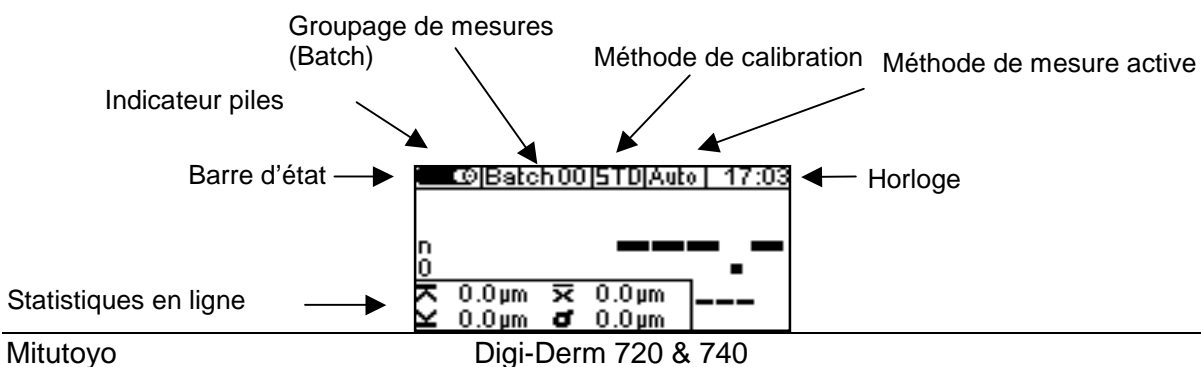 Groupage de mesures
(Batch)
Méthode de calibration
Méthode de mesure active
Indicateur piles
Barre d'état
Batch 00|STD|Auto| 17:03
Horloge
n
0
Statistiques en ligne
0.0µm x̅ 0.0µm
0.0µm σ 0.0µm
Mitutoyo
Digi-Derm 720 & 740